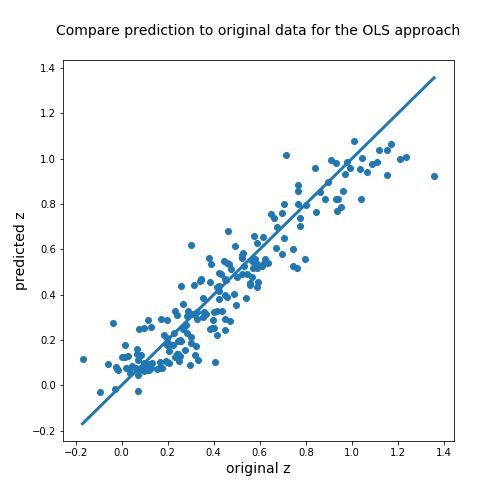 Compare prediction to original data for the OLS approach
1.4
1.2
1.0
0.8
0.6
0.4
0.2
0.0
−0.2
predicted z
−0.2 0.0 0.2 0.4 0.6 0.8 1.0 1.2 1.4
original z